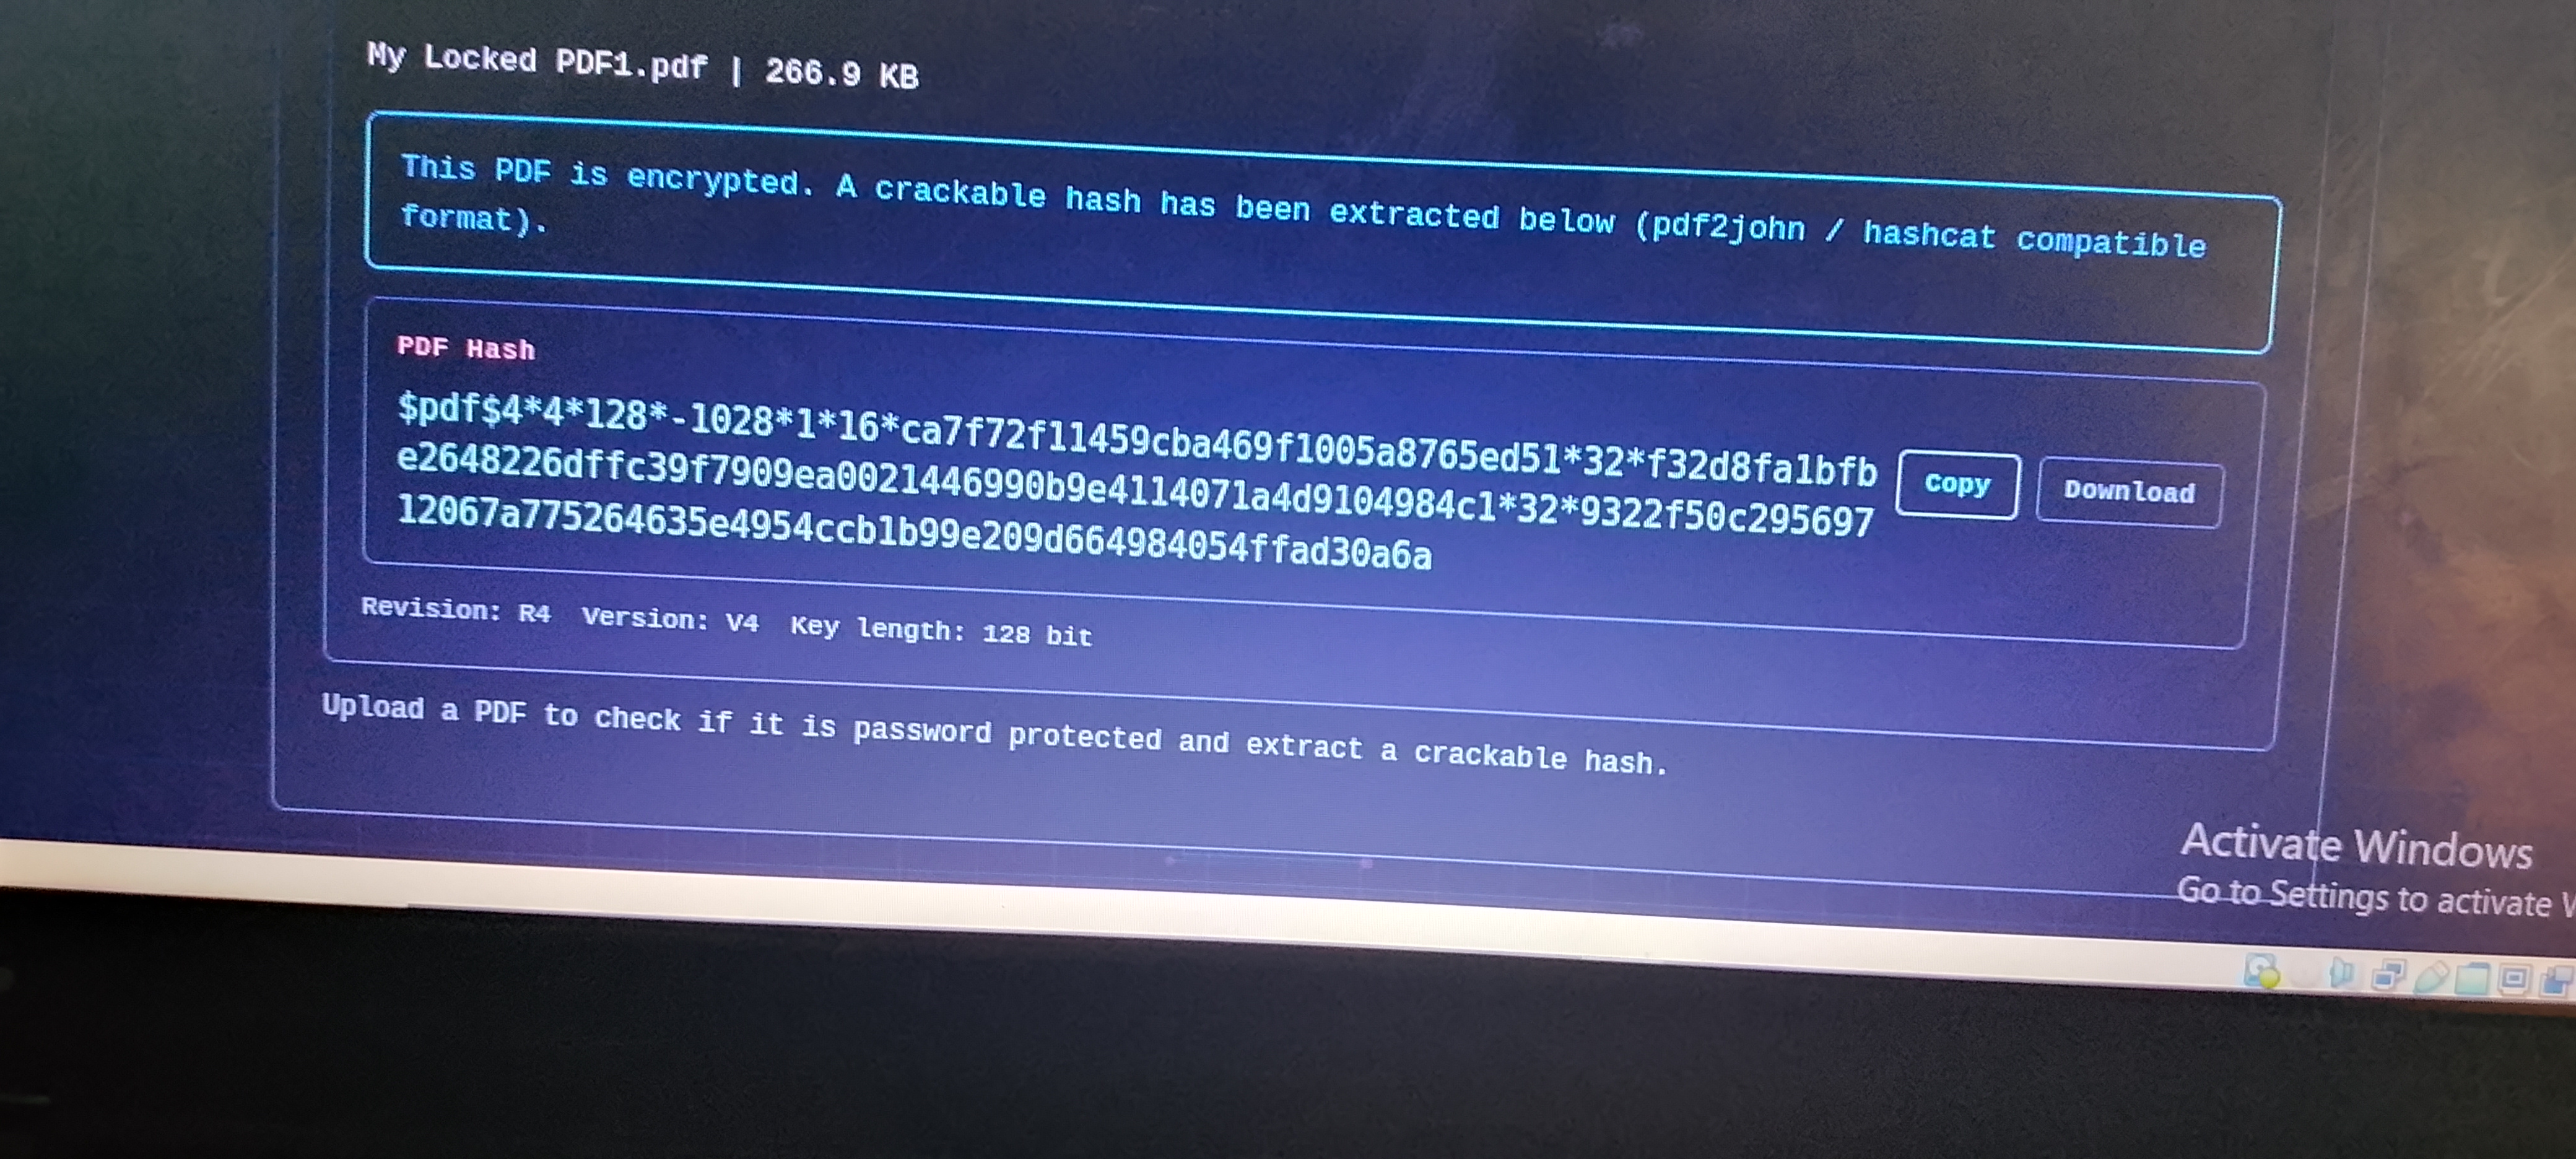 My Locked PDF1.pdf | 266.9 KB
This PDF is encrypted. A crackable hash has been extracted below (pdf2john / hashcat compatible
format).
PDF Hash
$pdf$4*4*128*-1028*1*16*ca7f72f11459cba469f1005a8765ed51*32*f32d8fa1bfb
e2648226dffc39f7909ea0021446990b9e4114071a4d9104984c1*32*9322f50c295697
12067a775264635e4954ccb1b99e209d664984054ffad30a6a
Copy
Download
Revision: R4 Version: V4 Key length: 128 bit
Upload a PDF to check if it is password protected and extract a crackable hash.
Activate Windows
Go to Settings to activate W